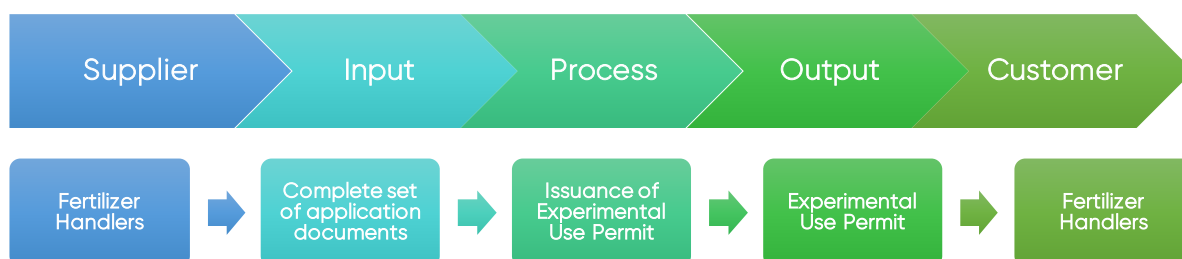 Supplier
Input
Process
Output
Customer
Fertilizer
Handlers
Complete set
of application
documents
Issuance of
Experimental
Use Permit
Experimental
Use Permit
Fertilizer
Handlers